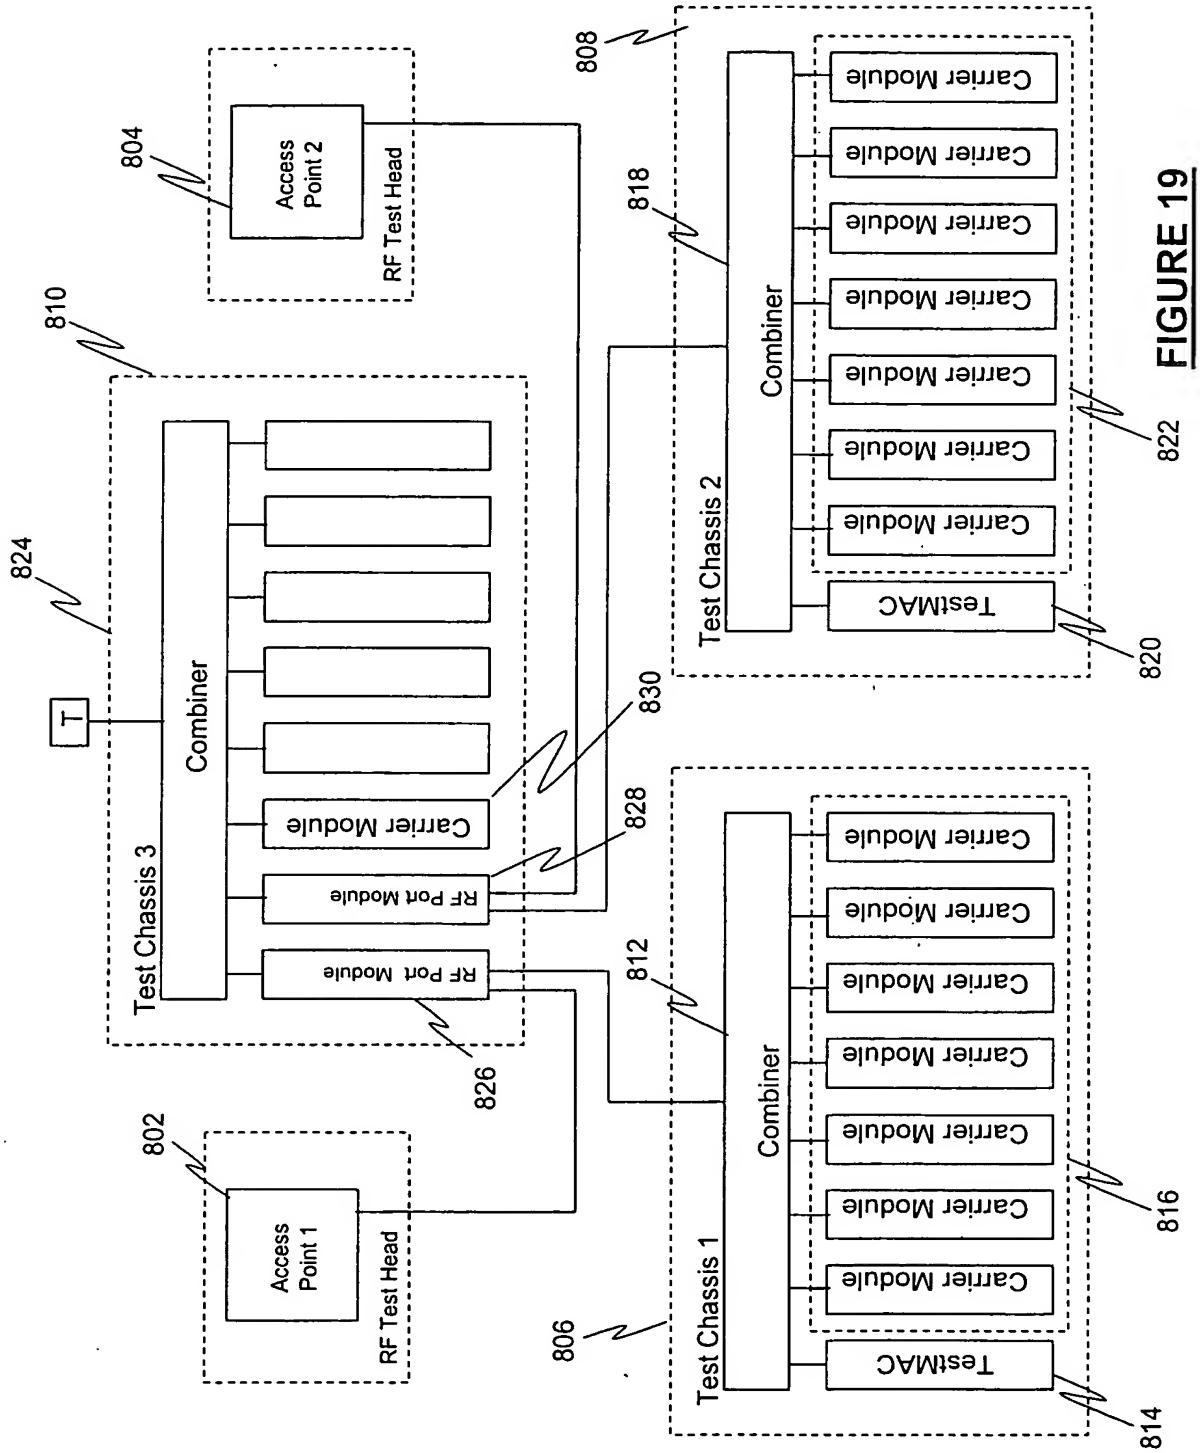 824
T
810
804
Access
Point 2
RF Test Head
Test Chassis 3
Combiner
RF Port Module
RF Port Module
Carrier Module
802
Access
Point 1
RF Test Head
826
828
830
806
Test Chassis 1
812
Combiner
TestMAC
Carrier Module
Carrier Module
Carrier Module
Carrier Module
Carrier Module
Carrier Module
Carrier Module
814
816
808
Test Chassis 2
818
Combiner
TestMAC
Carrier Module
Carrier Module
Carrier Module
Carrier Module
Carrier Module
Carrier Module
Carrier Module
820
822
FIGURE 19